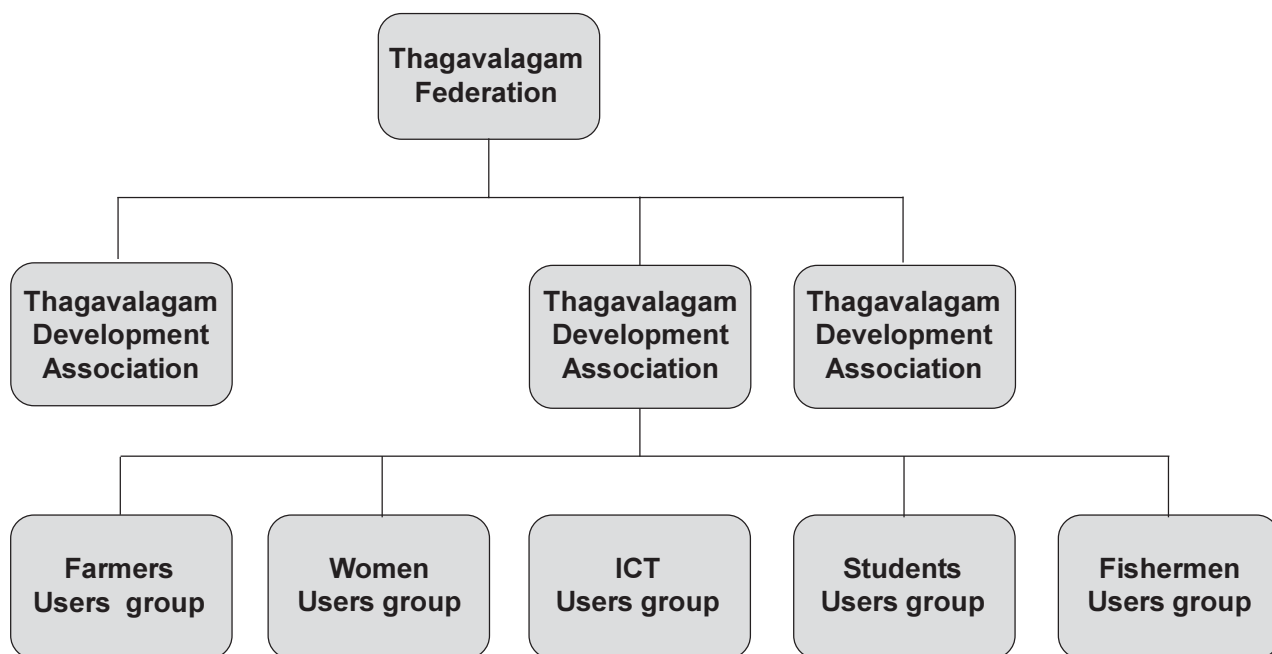 Thagavalagam
Federation
Thagavalagam
Development
Association
Thagavalagam
Development
Association
Thagavalagam
Development
Association
Farmers
Users group
Women
Users group
ICT
Users group
Students
Users group
Fishermen
Users group